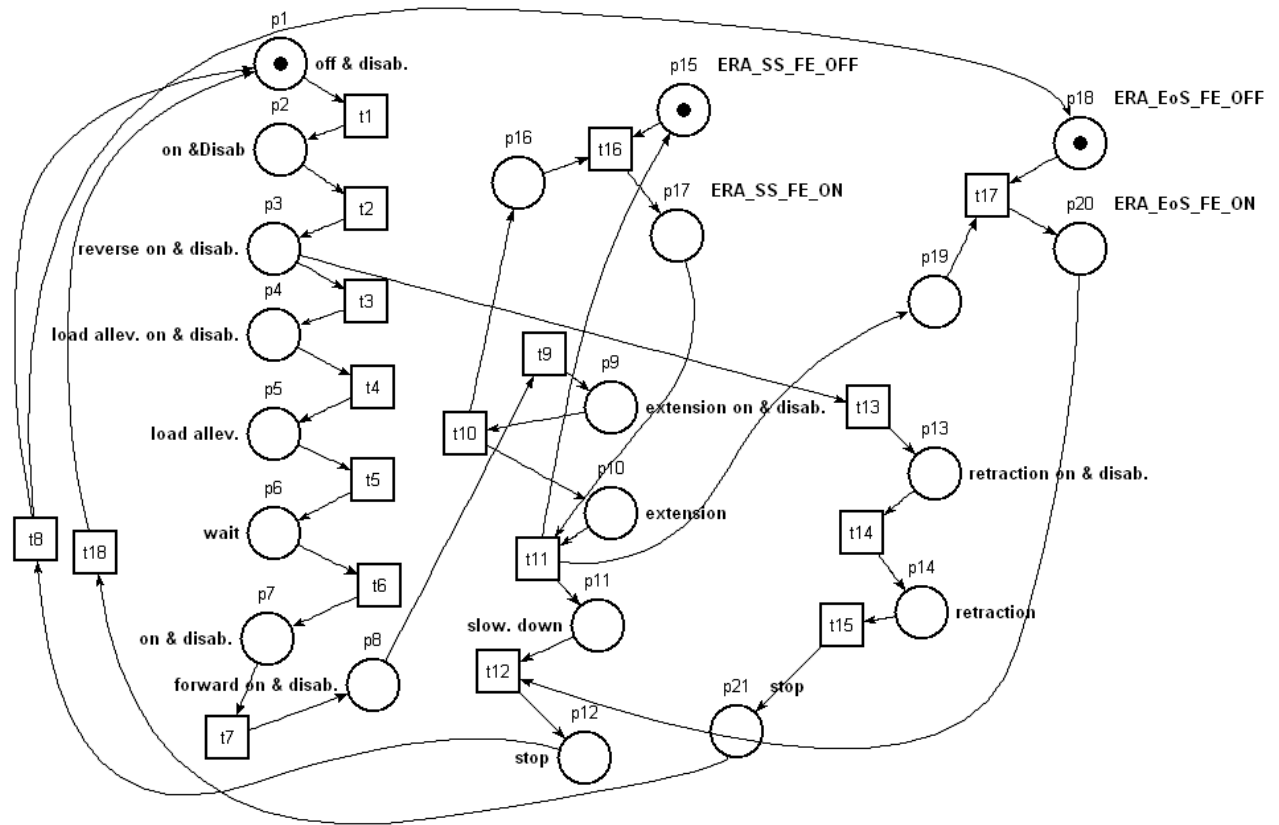 p1
off & disab.
t1
p2
on &Disab
t2
p3
reverse on & disab.
t3
p4
load allev. on & disab.
t4
p5
load allev.
t5
p6
wait
t6
p7
on & disab.
p8
forward on & disab.
t7
t8
t18
p15
ERA_SS_FE_OFF
p16
t16
p17
ERA_SS_FE_ON
t9
p9
extension on & disab.
t10
p10
extension
t11
p11
slow. down
t12
p12
stop
p18
ERA_EoS_FE_OFF
t17
p20
ERA_EoS_FE_ON
p19
t13
p13
retraction on & disab.
t14
p14
retraction
t15
p21
stop